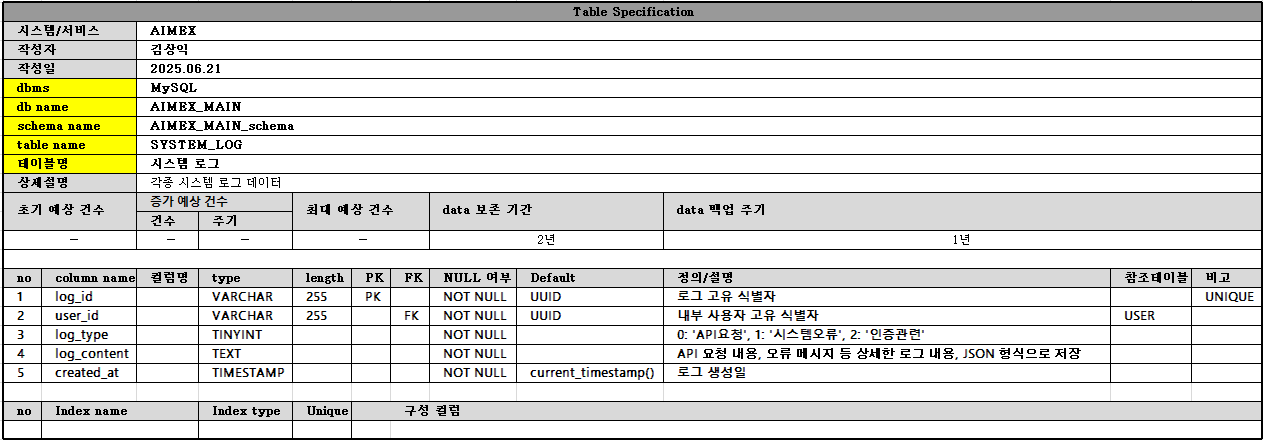 Table Specification
시스템/서비스 AIMEX
작성자 김상익
작성일 2025.06.21
dbms MySQL
db name AIMEX_MAIN
schema name AIMEX_MAIN_schema
table name SYSTEM_LOG
테이블명 시스템 로그
상세설명 각종 시스템 로그 데이터
초기 예상 건수 증가 예상 건수 최대 예상 건수 data 보존 기간 data 백업 주기
건수 주기
– – – – 2년 1년
no column name 컬럼명 type length PK FK NULL 여부 Default 정의/설명 참조테이블 비고
1 log_id VARCHAR 255 PK NOT NULL UUID 로그 고유 식별자 UNIQUE
2 user_id VARCHAR 255 FK NOT NULL UUID 내부 사용자 고유 식별자 USER
3 log_type TINYINT NOT NULL 0: 'API요청', 1: '시스템오류', 2: '인증관련'
4 log_content TEXT NOT NULL API 요청 내용, 오류 메시지 등 상세한 로그 내용, JSON 형식으로 저장
5 created_at TIMESTAMP NOT NULL current_timestamp() 로그 생성일
no Index name Index type Unique 구성 컬럼